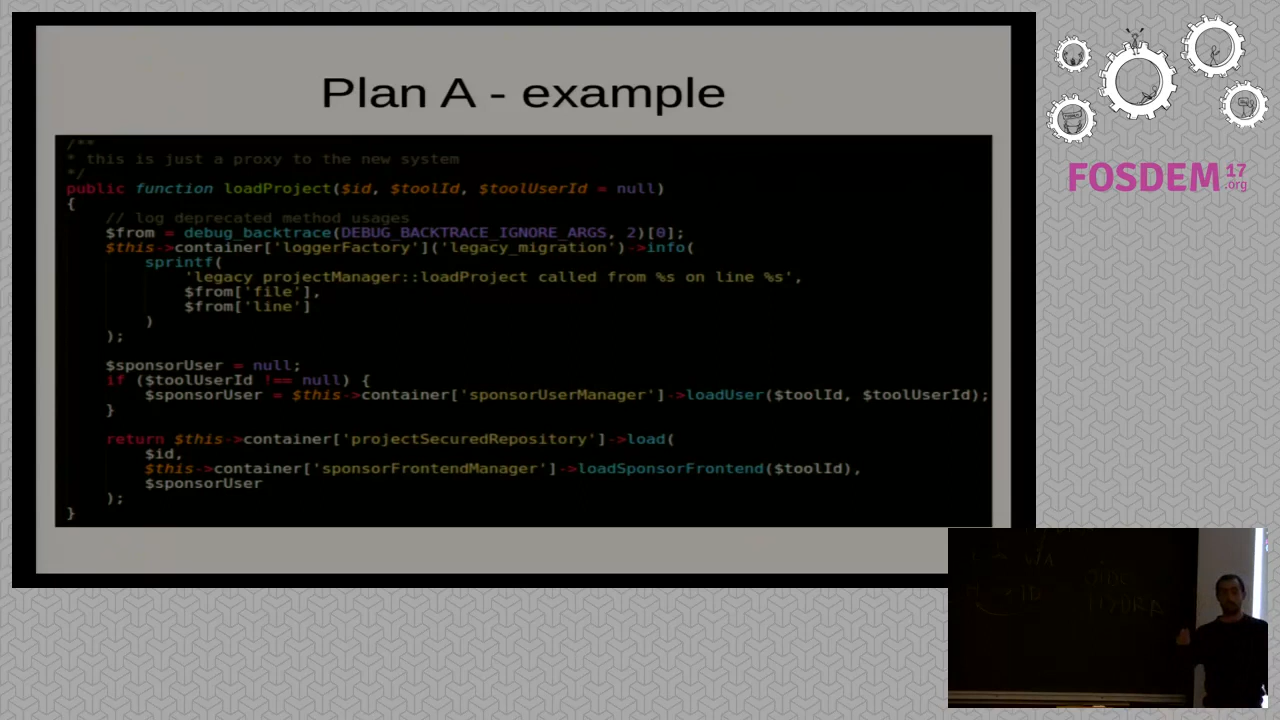 Plan A - example
/**
* this is just a proxy to the new system
*/
public function loadProject($id, $toolId, $toolUserId = null)
{
    // log deprecated method usages
    $from = debug_backtrace(DEBUG_BACKTRACE_IGNORE_ARGS, 2)[0];
    $this->container['loggerFactory']('legacy_migration')->info(
        sprintf(
            'legacy projectManager::loadProject called from %s on line %s',
            $from['file'],
            $from['line']
        )
    );
    $sponsorUser = null;
    if ($toolUserId !== null) {
        $sponsorUser = $this->container['sponsorUserManager']->loadUser($toolId, $toolUserId);
    }
    return $this->container['projectSecuredRepository']->load(
        $id,
        $this->container['sponsorFrontendManager']->loadSponsorFrontend($toolId),
        $sponsorUser
    );
}
FOSDEM 17
.org
HYDRA